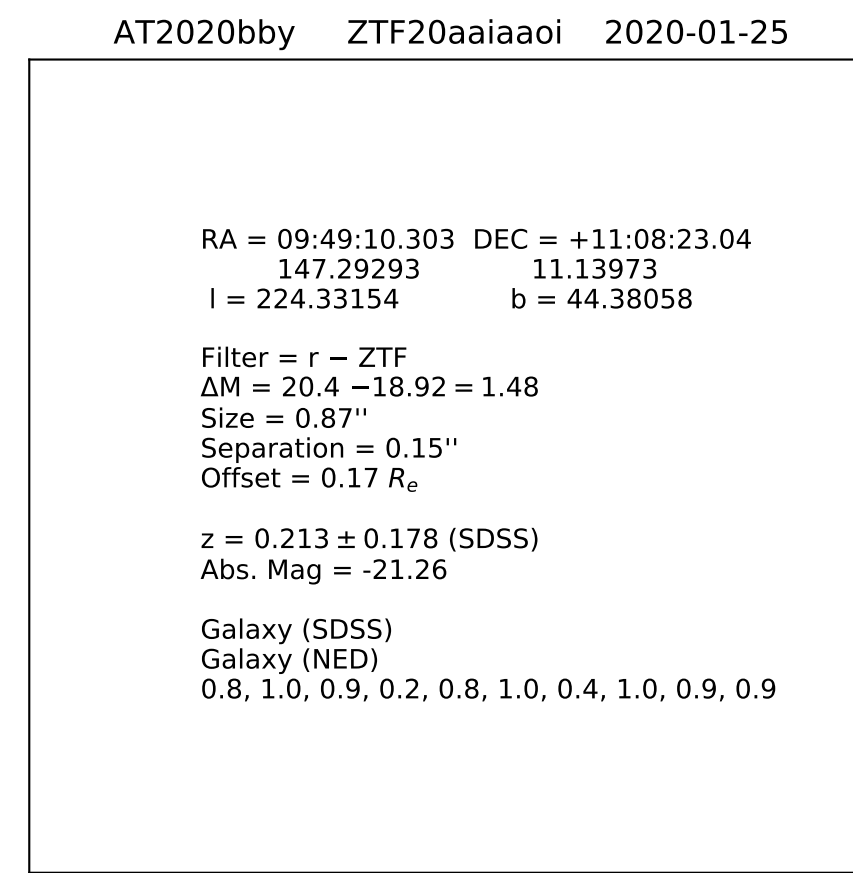 AT2020bby ZTF20aaiaaoi 2020-01-25
RA = 09:49:10.303 DEC = +11:08:23.04
147.29293 11.13973
l = 224.33154 b = 44.38058
Filter = r − ZTF
ΔM = 20.4 −18.92 = 1.48
Size = 0.87''
Separation = 0.15''
Offset = 0.17 Rₑ
z = 0.213 ± 0.178 (SDSS)
Abs. Mag = -21.26
Galaxy (SDSS)
Galaxy (NED)
0.8, 1.0, 0.9, 0.2, 0.8, 1.0, 0.4, 1.0, 0.9, 0.9